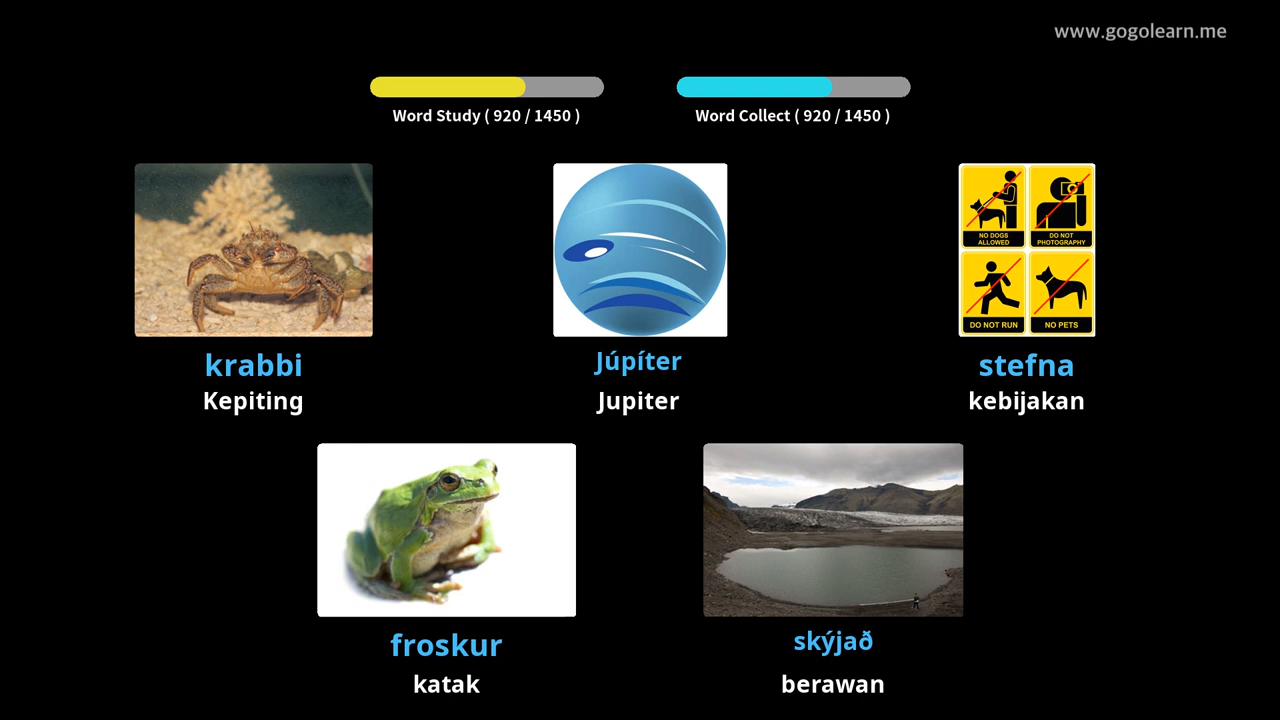 www.gogolearn.me
Word Study ( 920 / 1450 )
Word Collect ( 920 / 1450 )
NO DOGS
ALLOWED
DO NOT
PHOTOGRAPHY
DO NOT RUN
NO PETS
krabbi
Kepiting
Júpíter
Jupiter
stefna
kebijakan
froskur
katak
skýjað
berawan